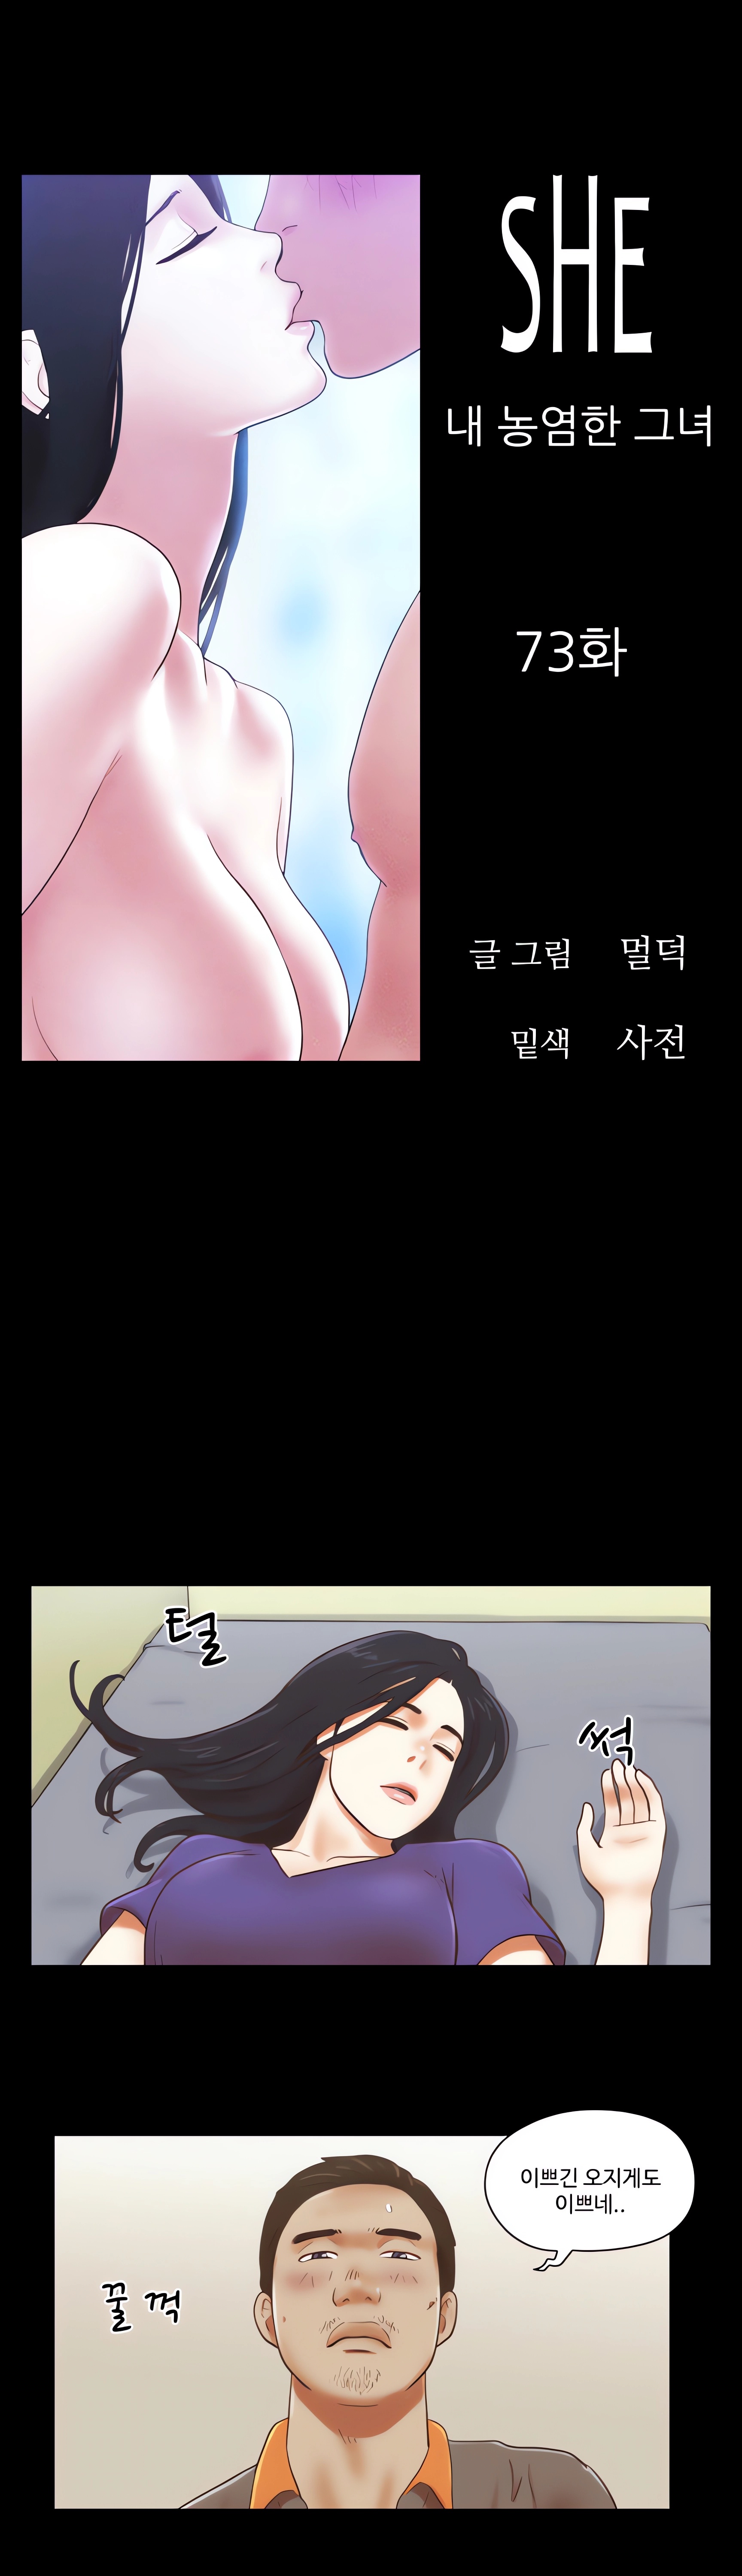 SHE
내 농염한 그녀
73화
글 그림 멀덕
밑색 사전
털
썩
이쁘긴 오지게도
이쁘네..
꿀 꺽